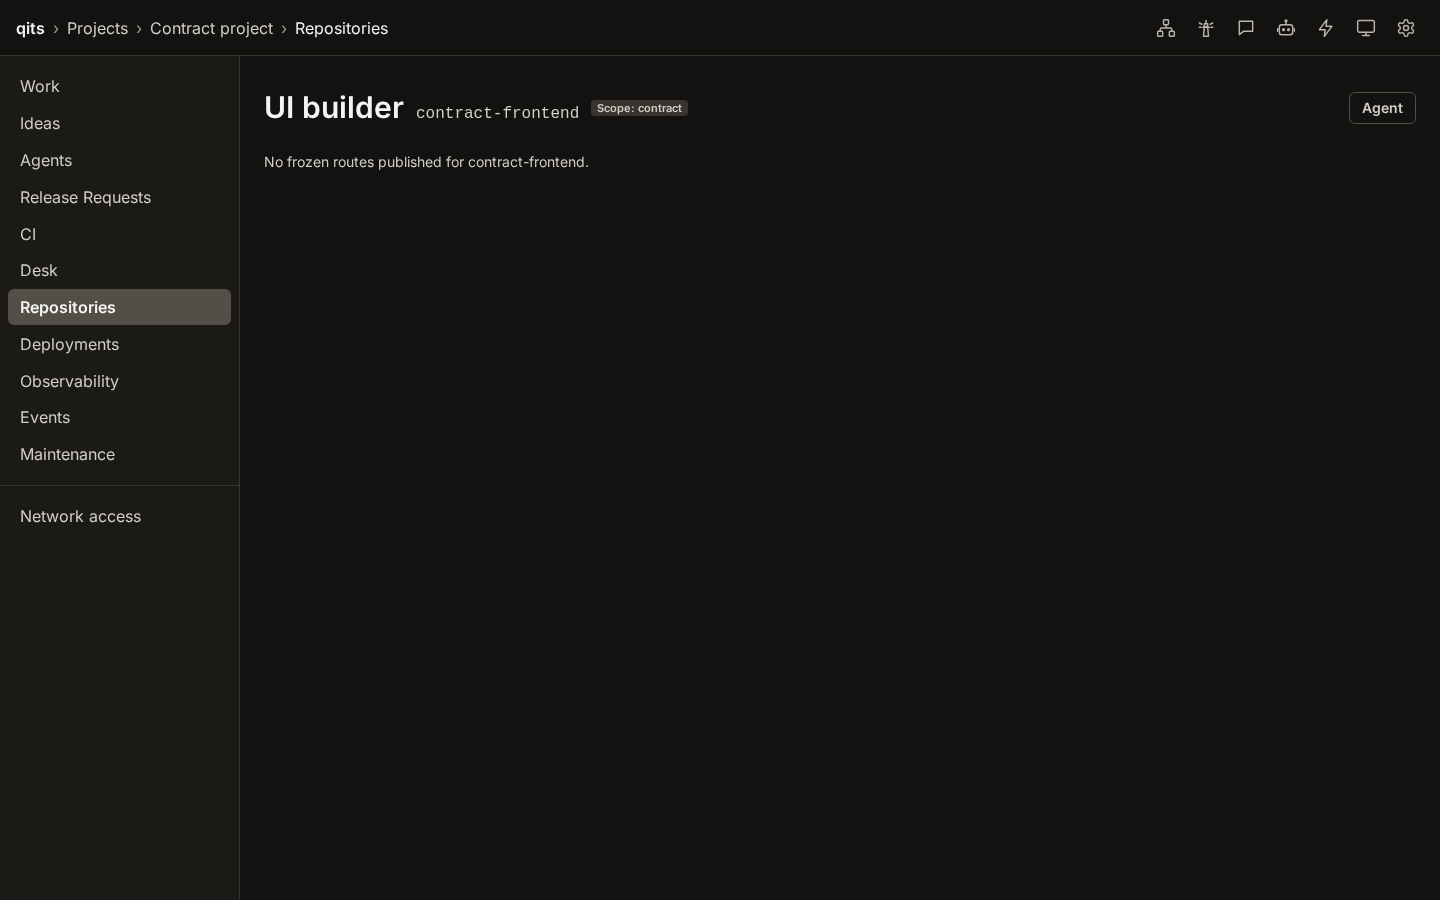 qits › Projects › Contract project › Repositories
Work
Ideas
Agents
Release Requests
CI
Desk
Repositories
Deployments
Observability
Events
Maintenance
Network access
UI builder contract-frontend Scope: contract
Agent
No frozen routes published for contract-frontend.